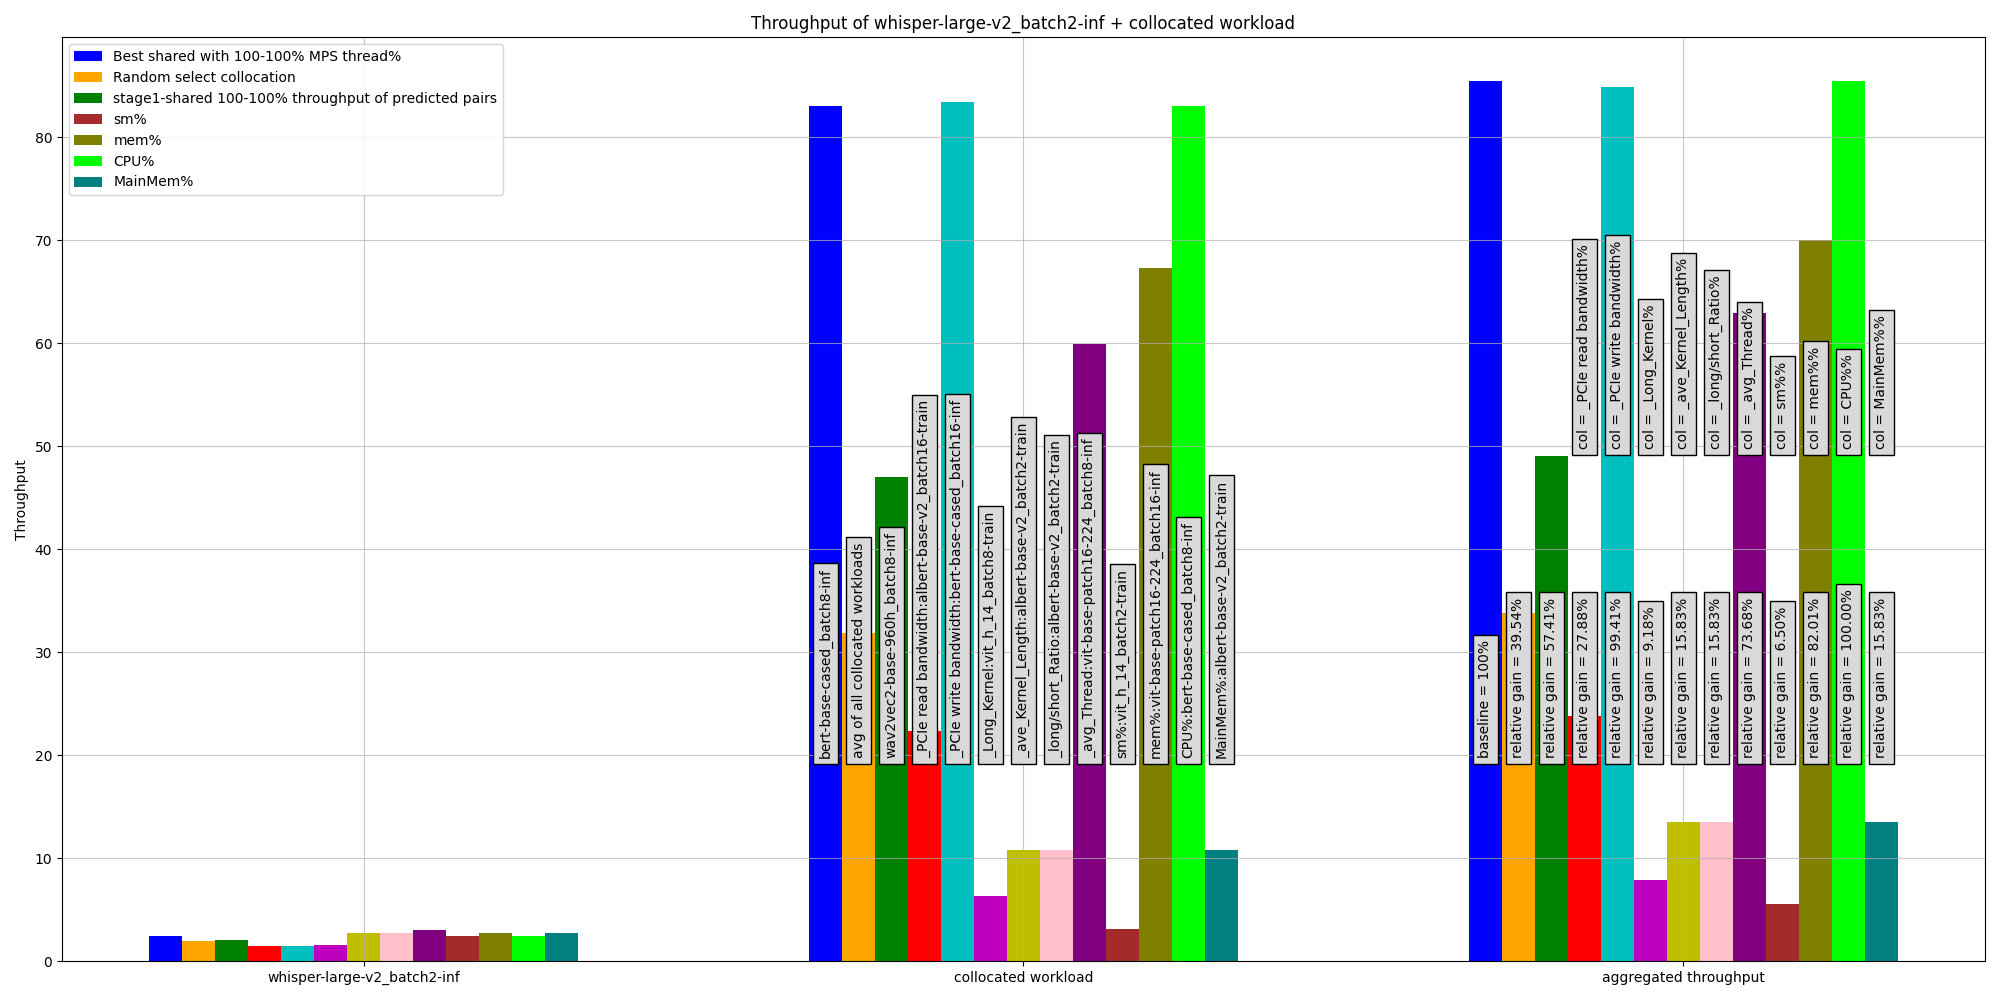 Throughput of whisper-large-v2_batch2-inf + collocated workload
Best shared with 100-100% MPS thread%
Random select collocation
stage1-shared 100-100% throughput of predicted pairs
sm%
mem%
CPU%
MainMem%
Throughput
80
70
60
50
40
30
20
10
0
bert-base-cased_batch8-inf
avg of all collocated workloads
wav2vec2-base-960h_batch8-inf
_PCIe read bandwidth:albert-base-v2_batch16-train
_PCIe write bandwidth:bert-base-cased_batch16-inf
_Long_Kernel:vit_h_14_batch8-train
_ave_Kernel_Length:albert-base-v2_batch2-train
_long/short_Ratio:albert-base-v2_batch2-train
_avg_Thread:vit-base-patch16-224_batch8-inf
sm%:vit_h_14_batch2-train
mem%:vit-base-patch16-224_batch16-inf
CPU%:bert-base-cased_batch8-inf
MainMem%:albert-base-v2_batch2-train
col = _PCIe read bandwidth%
col = _PCIe write bandwidth%
col = _Long_Kernel%
col = _ave_Kernel_Length%
col = _long/short_Ratio%
col = _avg_Thread%
col = sm%%
col = mem%%
col = CPU%%
col = MainMem%%
baseline = 100%
relative gain = 39.54%
relative gain = 57.41%
relative gain = 27.88%
relative gain = 99.41%
relative gain = 9.18%
relative gain = 15.83%
relative gain = 15.83%
relative gain = 73.68%
relative gain = 6.50%
relative gain = 82.01%
relative gain = 100.00%
relative gain = 15.83%
whisper-large-v2_batch2-inf
collocated workload
aggregated throughput